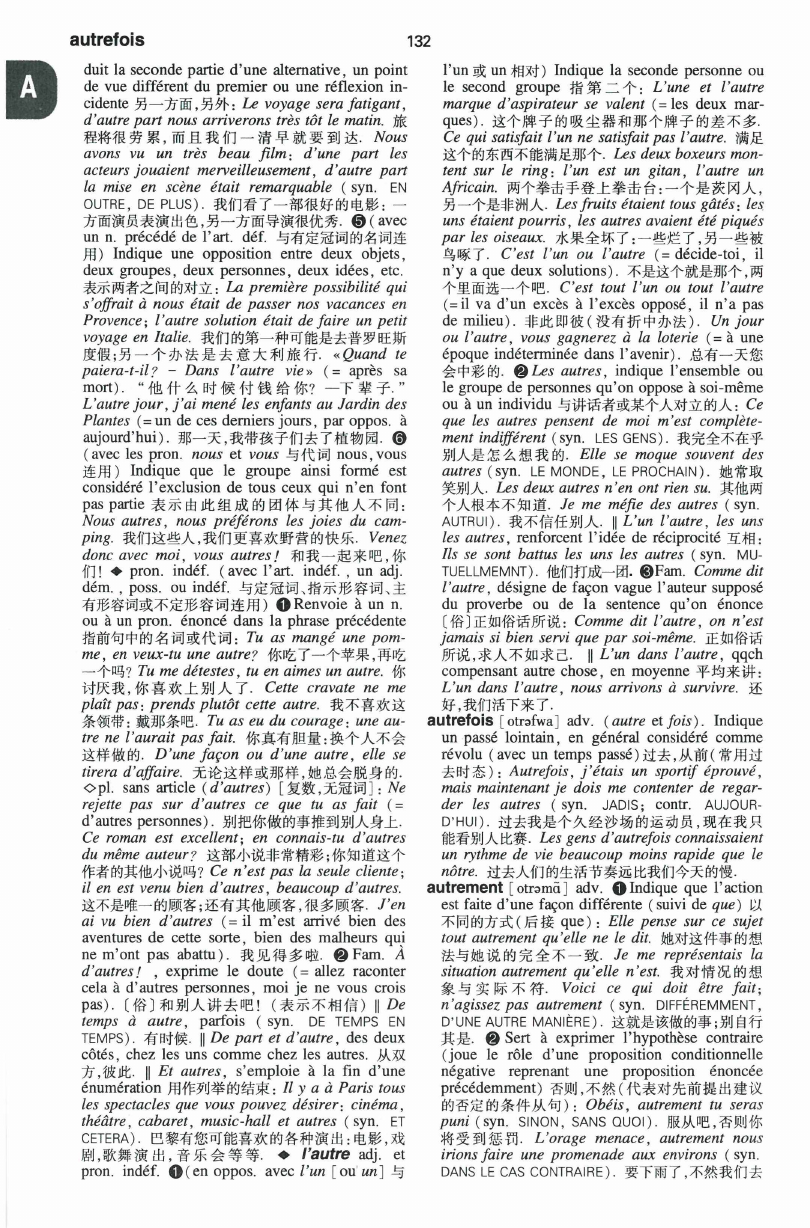 autrefois
132
A
duit la seconde partie d'une alternative, un point
de vue différent du premier ou une réflexion in-
cidente 另一方面,另外: Le voyage sera fatigant,
d'autre part nous arriverons très tôt le matin. 旅
程将很劳累,而且我们一清早就要到达. Nous
avons vu un très beau film; d'une part les
acteurs jouaient merveilleusement, d'autre part
la mise en scène était remarquable (syn. EN
OUTRE, DE PLUS). 我们看了一部很好的电影: 一
方面演员表演出色,另一方面导演很优秀. ❺(avec
un n. précédé de l'art. déf. 与有定冠词的名词连
用) Indique une opposition entre deux objets,
deux groupes, deux personnes, deux idées, etc.
表示两者之间的对立: La première possibilité qui
s'offrait à nous était de passer nos vacances en
Provence; l'autre solution était de faire un petit
voyage en Italie. 我们的第一种可能是去普罗旺斯
度假;另一个办法是去意大利旅行. «Quand te
paiera-t-il? – Dans l'autre vie» (= après sa
mort). “他什么时候付钱给你? —下辈子.”
L'autre jour, j'ai mené les enfants au Jardin des
Plantes (= un de ces derniers jours, par oppos. à
aujourd'hui). 那一天,我带孩子们去了植物园. ❻
(avec les pron. nous et vous 与代词 nous, vous
连用) Indique que le groupe ainsi formé est
considéré l'exclusion de tous ceux qui n'en font
pas partie 表示由此组成的团体与其他人不同:
Nous autres, nous préférons les joies du cam-
ping. 我们这些人,我们更喜欢野营的快乐. Venez
donc avec moi, vous autres! 和我一起来吧,你
们! ◆ pron. indéf. (avec l'art. indéf., un adj.
dém., poss. ou indéf. 与定冠词、指示形容词、主
有形容词或不定形容词连用) ❶Renvoie à un n.
ou à un pron. énoncé dans la phrase précédente
指前句中的名词或代词: Tu as mangé une pom-
me, en veux-tu une autre? 你吃了一个苹果,再吃
一个吗? Tu me détestes, tu en aimes un autre. 你
讨厌我,你喜欢上别人了. Cette cravate ne me
plaît pas: prends plutôt cette autre. 我不喜欢这
条领带: 戴那条吧. Tu as eu du courage: une au-
tre ne l'aurait pas fait. 你真有胆量:换个人不会
这样做的. D'une façon ou d'une autre, elle se
tirera d'affaire. 无论这样或那样,她总会脱身的.
◇pl. sans article (d'autres) [复数,无冠词]: Ne
rejette pas sur d'autres ce que tu as fait (=
d'autres personnes). 别把你做的事推到别人身上.
Ce roman est excellent; en connais-tu d'autres
du même auteur? 这部小说非常精彩;你知道这个
作者的其他小说吗? Ce n'est pas la seule cliente;
il en est venu bien d'autres, beaucoup d'autres.
这不是唯一的顾客;还有其他顾客,很多顾客. J'en
ai vu bien d'autres (= il m'est arrivé bien des
aventures de cette sorte, bien des malheurs qui
ne m'ont pas abattu). 我见得多啦. ❷ Fam. À
d'autres!, exprime le doute (= allez raconter
cela à d'autres personnes, moi je ne vous crois
pas). 〔俗〕和别人讲去吧! (表示不相信) ‖ De
temps à autre, parfois (syn. DE TEMPS EN
TEMPS). 有时候. ‖ De part et d'autre, des deux
côtés, chez les uns comme chez les autres. 从双
方,彼此. ‖ Et autres, s'emploie à la fin d'une
énumération 用作列举的结束: Il y a à Paris tous
les spectacles que vous pouvez désirer: cinéma,
théâtre, cabaret, music-hall et autres (syn. ET
CETERA). 巴黎有您可能喜欢的各种演出:电影,戏
剧,歌舞演出,音乐会等等. ◆ l'autre adj. et
pron. indéf. ❶(en oppos. avec l'un [ou un] 与
l'un 或 un 相对) Indique la seconde personne ou
le second groupe 指第二个: L'une et l'autre
marque d'aspirateur se valent (= les deux mar-
ques). 这个牌子的吸尘器和那个牌子的差不多.
Ce qui satisfait l'un ne satisfait pas l'autre. 满足
这个的东西不能满足那个. Les deux boxeurs mon-
tent sur le ring: l'un est un gitan, l'autre un
Africain. 两个拳击手登上拳击台:一个是茨冈人,
另一个是非洲人. Les fruits étaient tous gâtés: les
uns étaient pourris, les autres avaient été piqués
par les oiseaux. 水果全坏了:一些烂了,另一些被
鸟啄了. C'est l'un ou l'autre (= décide-toi, il
n'y a que deux solutions). 不是这个就是那个,两
个里面选一个吧. C'est tout l'un ou tout l'autre
(= il va d'un excès à l'excès opposé, il n'a pas
de milieu). 非此即彼(没有折中办法). Un jour
ou l'autre, vous gagnerez à la loterie (= à une
époque indéterminée dans l'avenir). 总有一天您
会中彩的. ❷Les autres, indique l'ensemble ou
le groupe de personnes qu'on oppose à soi-même
ou à un individu 与讲话者或某个人对立的人: Ce
que les autres pensent de moi m'est complète-
ment indifférent (syn. LES GENS). 我完全不在乎
别人是怎么想我的. Elle se moque souvent des
autres (syn. LE MONDE, LE PROCHAIN). 她常取
笑别人. Les deux autres n'en ont rien su. 其他两
个人根本不知道. Je me méfie des autres (syn.
AUTRUI). 我不信任别人. ‖ L'un l'autre, les uns
les autres, renforcent l'idée de réciprocité 互相:
Ils se sont battus les uns les autres (syn. MU-
TUELLMEMNT). 他们打成一团. ❸Fam. Comme dit
l'autre, désigne de façon vague l'auteur supposé
du proverbe ou de la sentence qu'on énonce
〔俗〕正如俗话所说: Comme dit l'autre, on n'est
jamais si bien servi que par soi-même. 正如俗话
所说,求人不如求己. ‖ L'un dans l'autre, qqch
compensant autre chose, en moyenne 平均来讲:
L'un dans l'autre, nous arrivons à survivre. 还
好,我们活下来了.
autrefois [otrəfwa] adv. (autre et fois). Indique
un passé lointain, en général considéré comme
révolu (avec un temps passé) 过去,从前(常用过
去时态): Autrefois, j'étais un sportif éprouvé,
mais maintenant je dois me contenter de regar-
der les autres (syn. JADIS; contr. AUJOUR-
D'HUI). 过去我是个久经沙场的运动员,现在我只
能看别人比赛. Les gens d'autrefois connaissaient
un rythme de vie beaucoup moins rapide que le
nôtre. 过去人们的生活节奏远比我们今天的慢.
autrement [otrəmɑ̃] adv. ❶Indique que l'action
est faite d'une façon différente (suivi de que) 以
不同的方式(后接 que): Elle pense sur ce sujet
tout autrement qu'elle ne le dit. 她对这件事的想
法与她说的完全不一致. Je me représentais la
situation autrement qu'elle n'est. 我对情况的想
象与实际不符. Voici ce qui doit être fait;
n'agissez pas autrement (syn. DIFFÉREMMENT,
D'UNE AUTRE MANIÈRE). 这就是该做的事;别自行
其是. ❷ Sert à exprimer l'hypothèse contraire
(joue le rôle d'une proposition conditionnelle
négative reprenant une proposition énoncée
précédemment) 否则,不然(代表对先前提出建议
的否定的条件从句): Obéis, autrement tu seras
puni (syn. SINON, SANS QUOI). 服从吧,否则你
将受到惩罚. L'orage menace, autrement nous
irions faire une promenade aux environs (syn.
DANS LE CAS CONTRAIRE). 要下雨了,不然我们去